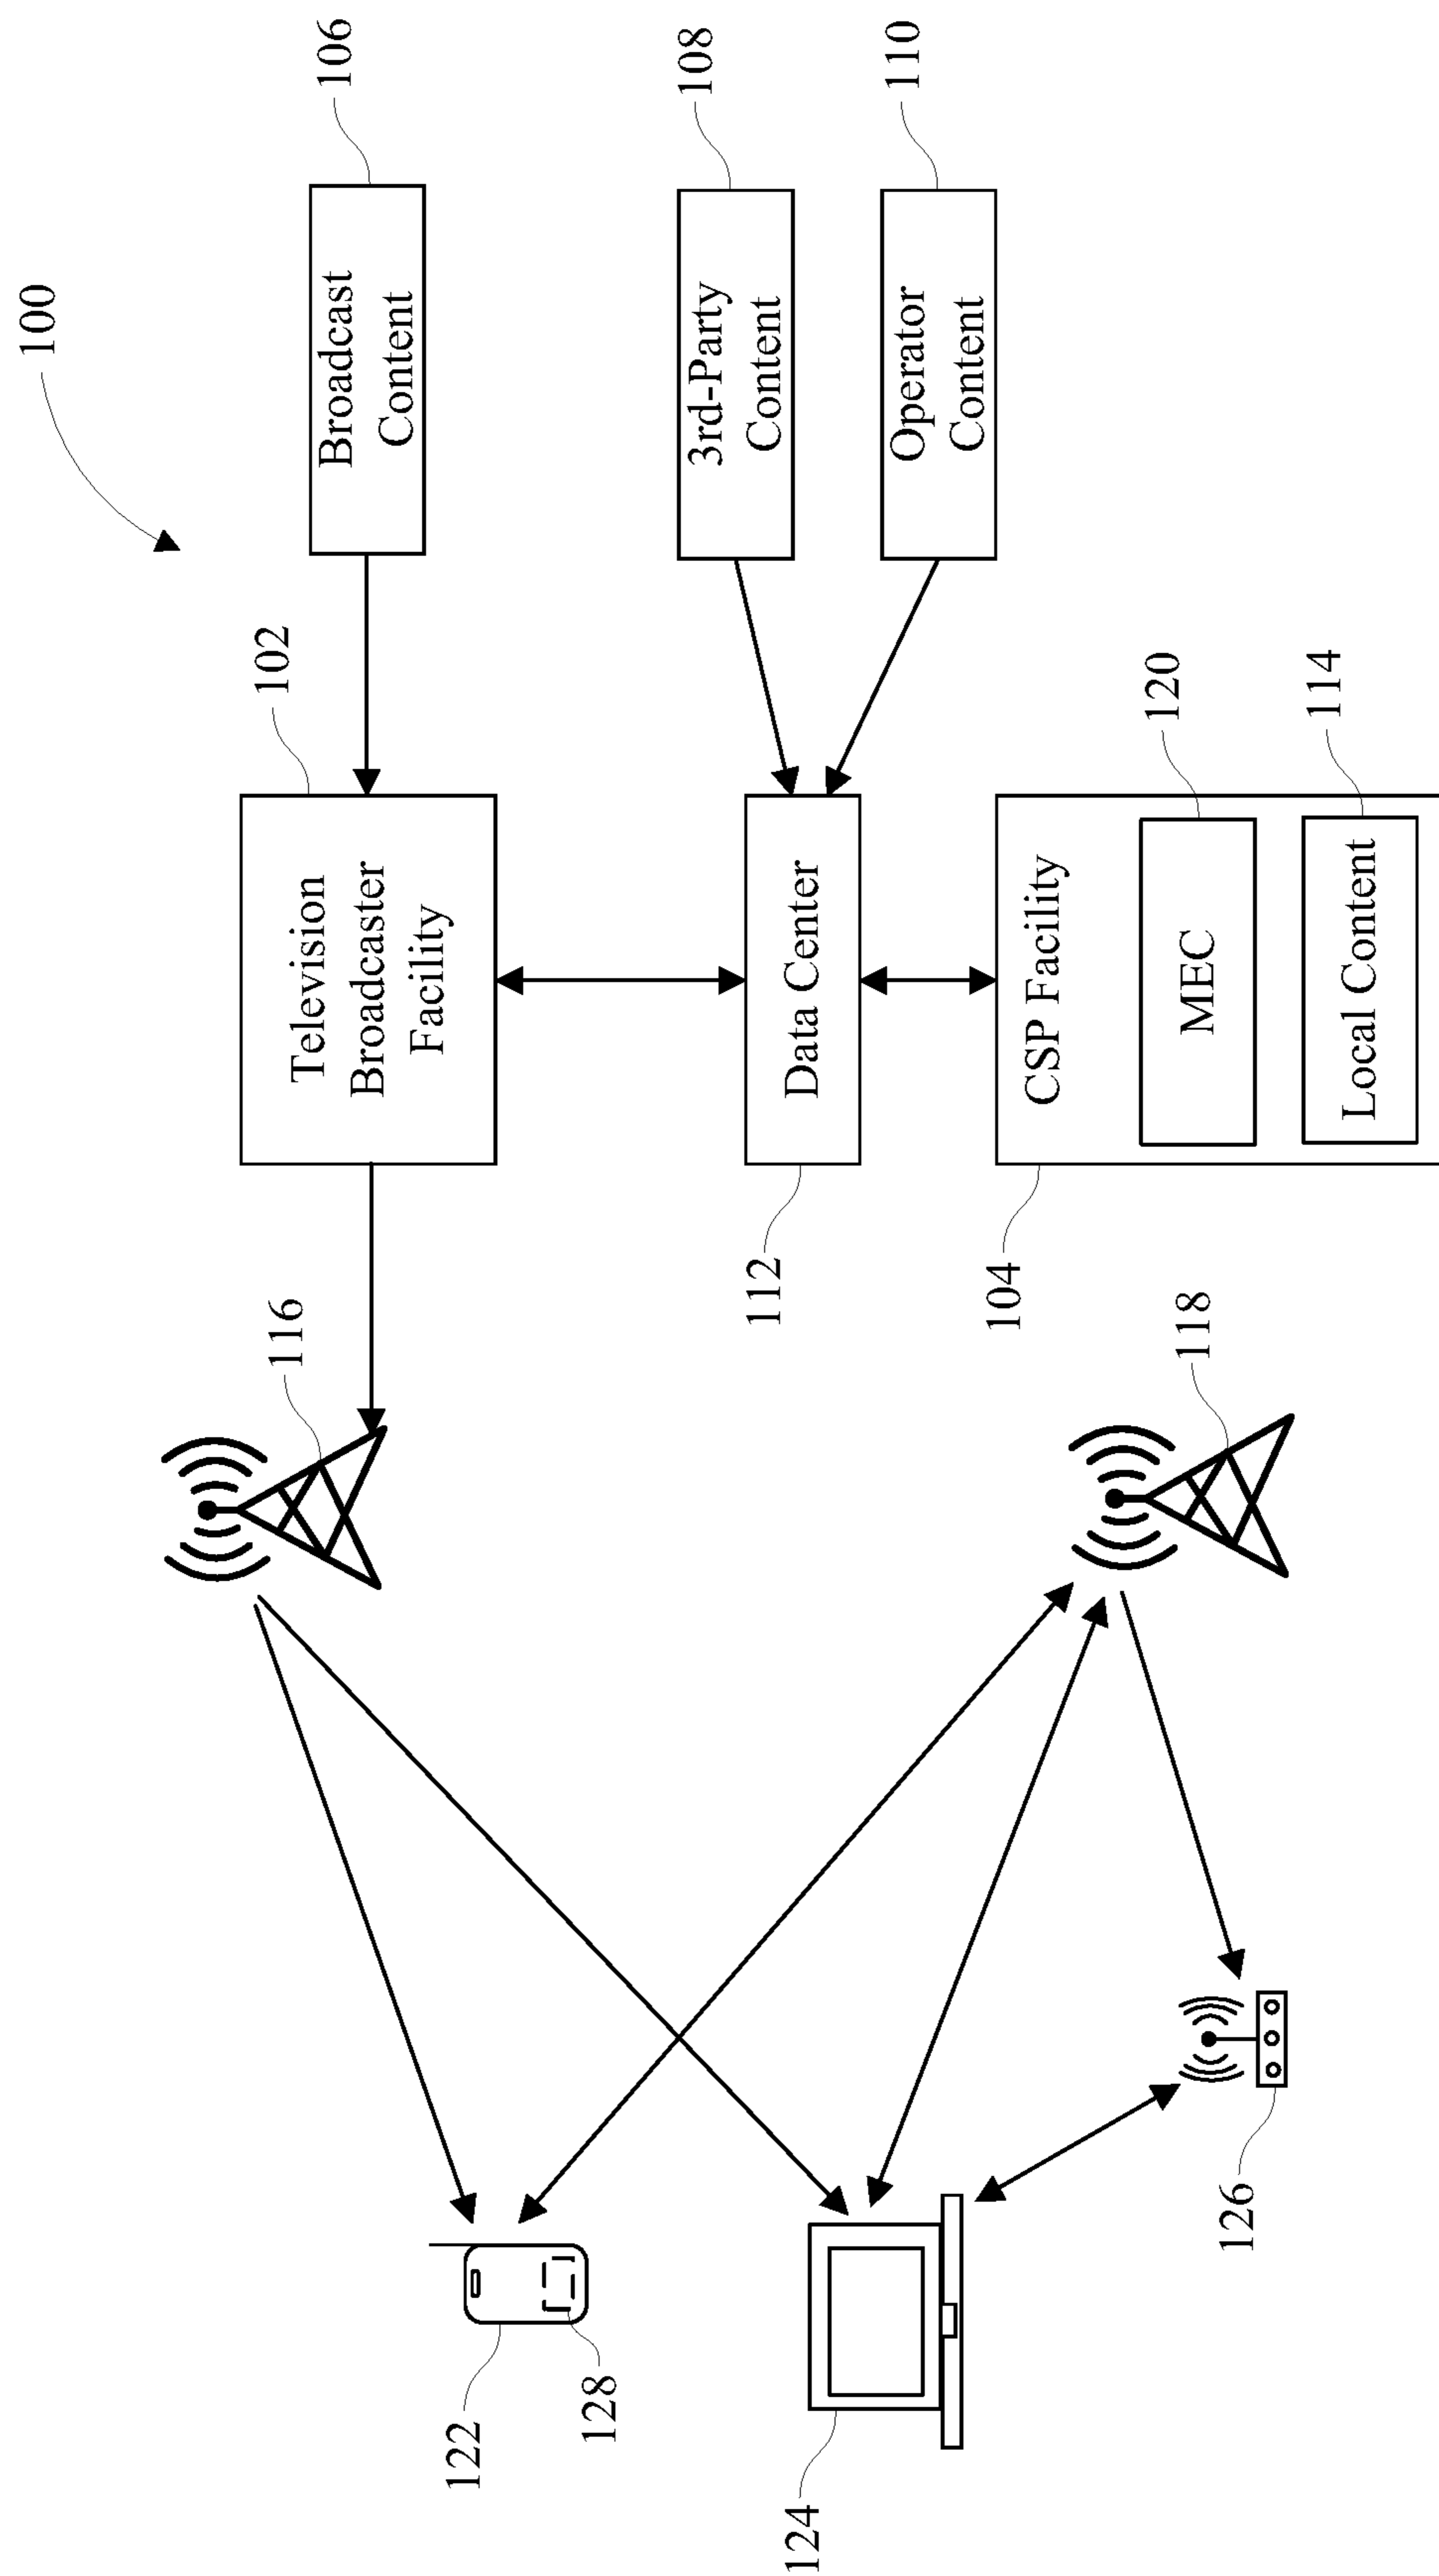 100
106
Broadcast
Content
102
Television
Broadcaster
Facility
116
108
3rd-Party
Content
110
Operator
Content
Data Center
112
CSP Facility
104
MEC
120
Local Content
114
118
122
128
124
126